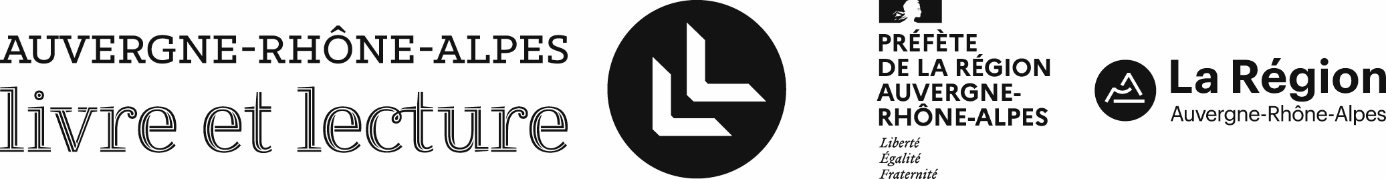 AUVERGNE-RHÔNE-ALPES
livre et lecture
PRÉFÈTE
DE LA RÉGION
AUVERGNE-
RHÔNE-ALPES
Liberté
Égalité
Fraternité
La Région
Auvergne-Rhône-Alpes